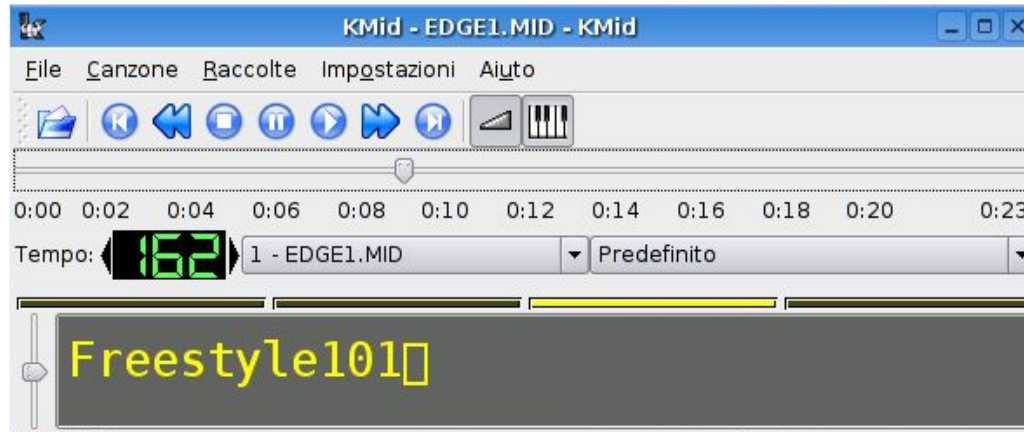 KMid - EDGE1.MID - KMid
File Canzone Raccolte Impostazioni Aiuto
0:00 0:02 0:04 0:06 0:08 0:10 0:12 0:14 0:16 0:18 0:20 0:23
Tempo: 162 1 - EDGE1.MID Predefinito
Freestyle101▯